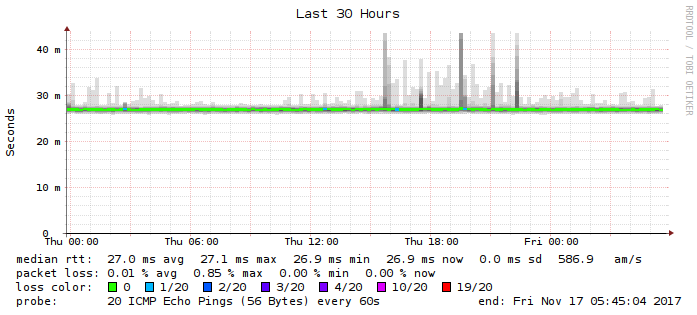 Last 30 Hours
RRDTOOL / TOBI OETIKER
Seconds
40 m
30 m
20 m
10 m
0
Thu 00:00 Thu 06:00 Thu 12:00 Thu 18:00 Fri 00:00
median rtt: 27.0 ms avg 27.1 ms max 26.9 ms min 26.9 ms now 0.0 ms sd 586.9 am/s
packet loss: 0.01 % avg 0.85 % max 0.00 % min 0.00 % now
loss color: 0 1/20 2/20 3/20 4/20 10/20 19/20
probe: 20 ICMP Echo Pings (56 Bytes) every 60s end: Fri Nov 17 05:45:04 2017